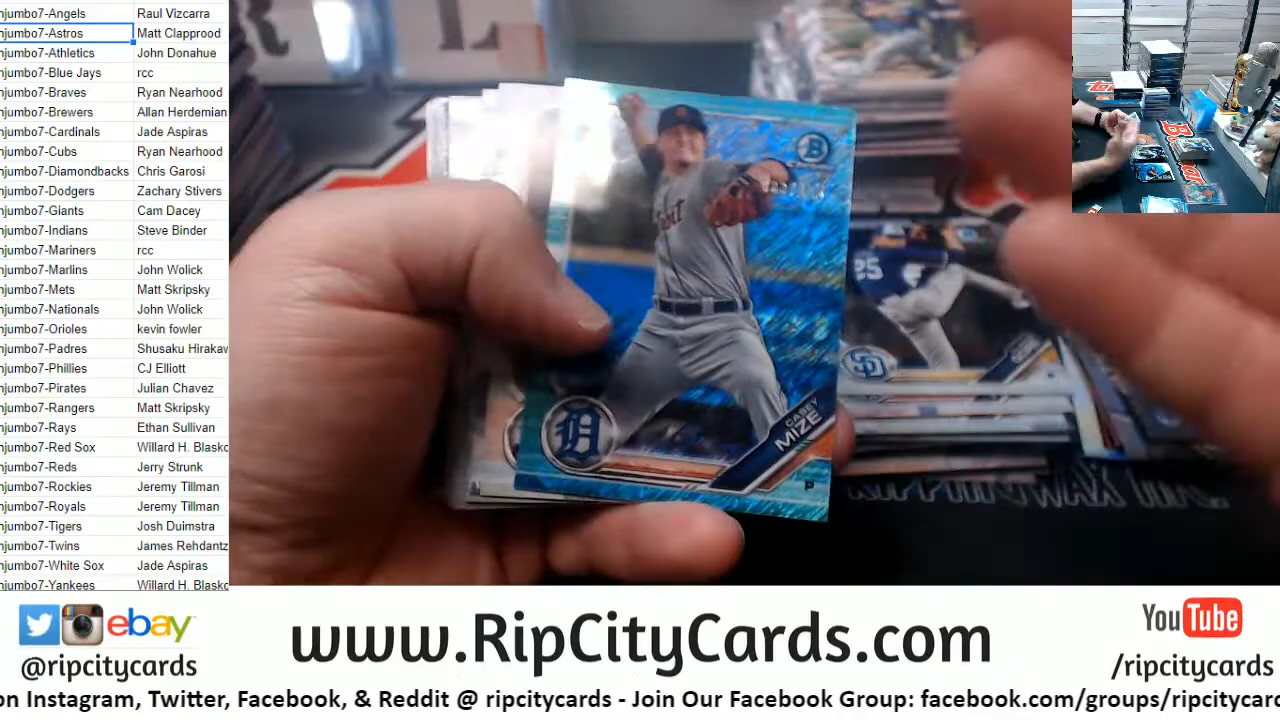 njumbo7-Angels Raul Vizcarra
njumbo7-Astros Matt Clapprood
njumbo7-Athletics John Donahue
njumbo7-Blue Jays rcc
njumbo7-Braves Ryan Nearhood
njumbo7-Brewers Allan Herdeman
njumbo7-Cardinals Jade Aspiras
njumbo7-Cubs Ryan Nearhood
njumbo7-Diamondbacks Chris Garosi
njumbo7-Dodgers Zachary Stivers
njumbo7-Giants Cam Dacey
njumbo7-Indians Steve Binder
njumbo7-Mariners rcc
njumbo7-Marlins John Wolick
njumbo7-Mets Matt Skripsky
njumbo7-Nationals John Wolick
njumbo7-Orioles kevin fowler
njumbo7-Padres Shusaku Hirakaw
njumbo7-Phillies CJ Elliott
njumbo7-Pirates Julian Chavez
njumbo7-Rangers Matt Skripsky
njumbo7-Rays Ethan Sullivan
njumbo7-Red Sox Willard H. Blasko
njumbo7-Reds Jerry Strunk
njumbo7-Rockies Jeremy Tillman
njumbo7-Royals Jeremy Tillman
njumbo7-Tigers Josh Duimstra
njumbo7-Twins James Rehdantz
njumbo7-White Sox Jade Aspiras
njumbo7-Yankees Willard H. Blasko
B
D
CASEY
MIZE
P
25
SD
RIPPINWAX INC
ebay
@ripcitycards
www.RipCityCards.com
YouTube
/ripcitycards
on Instagram, Twitter, Facebook, & Reddit @ ripcitycards - Join Our Facebook Group: facebook.com/groups/ripcitycard